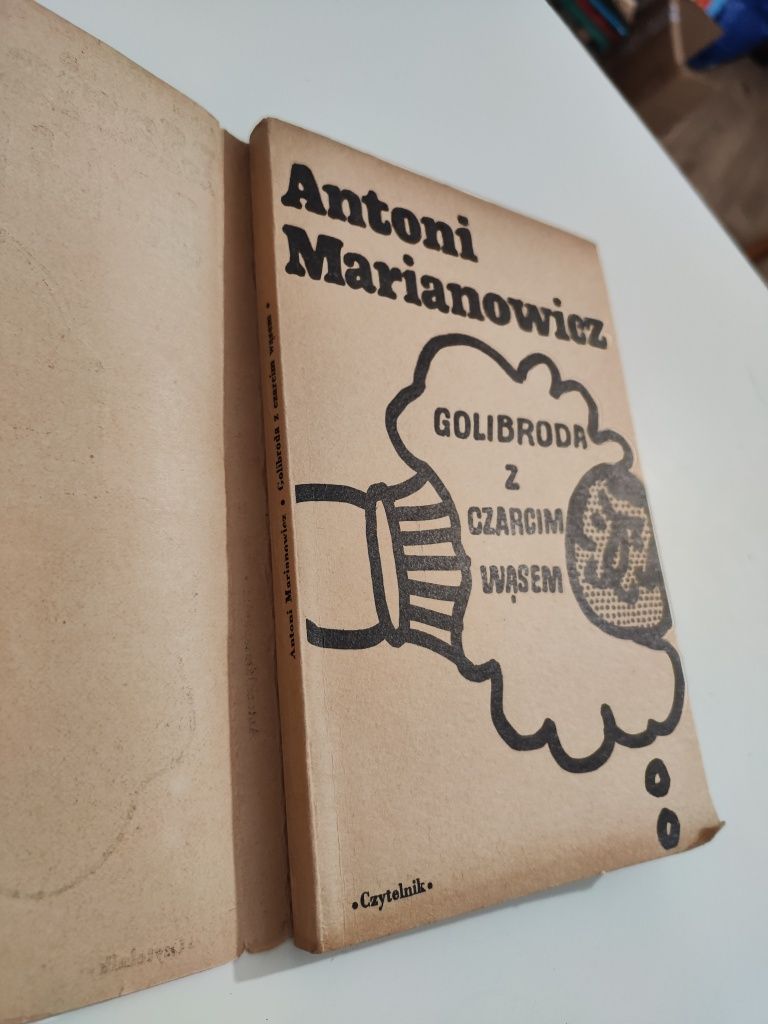 Antoni
Marianowicz
GOLIBRODA
Z
CZARCIM
WĄSEM
•Czytelnik•
Antoni Marianowicz • Golibroda z czarcim wąsem •